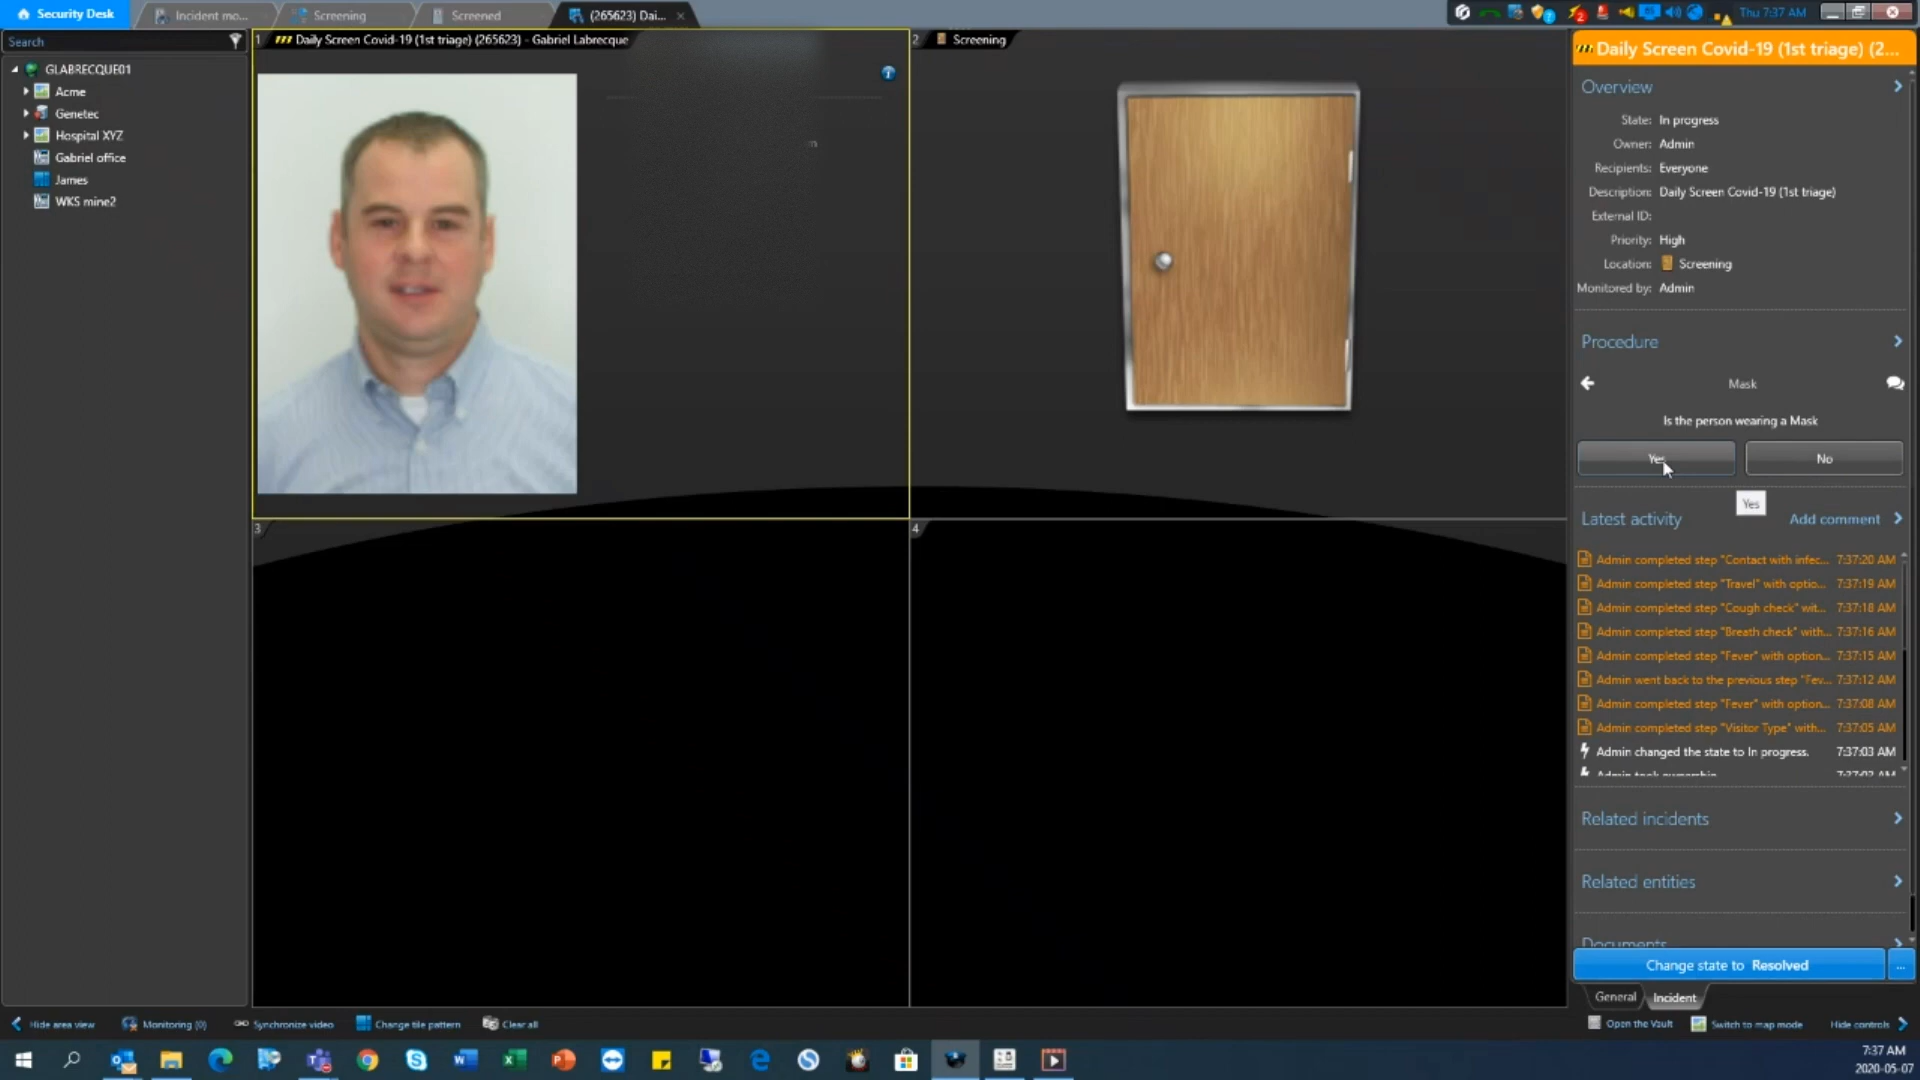 Security Desk
Incident mo...
Screening
Screened
(265623) Dai...
Thu 7:37 AM
Search
GLABRECQUE01
Acme
Genetec
Hospital XYZ
Gabriel office
James
WKS mine2
1
Daily Screen Covid-19 (1st triage) (265623) - Gabriel Labrecque
2
Screening
3
4
Daily Screen Covid-19 (1st triage) (2...
Overview
State: In progress
Owner: Admin
Recipients: Everyone
Description: Daily Screen Covid-19 (1st triage)
External ID:
Priority: High
Location: Screening
Monitored by: Admin
Procedure
Mask
Is the person wearing a Mask
Yes
No
Yes
Latest activity
Add comment
Admin completed step "Contact with infec... 7:37:20 AM
Admin completed step "Travel" with optio... 7:37:19 AM
Admin completed step "Cough check" wit... 7:37:18 AM
Admin completed step "Breath check" with... 7:37:16 AM
Admin completed step "Fever" with option... 7:37:15 AM
Admin went back to the previous step "Fev... 7:37:12 AM
Admin completed step "Fever" with option... 7:37:08 AM
Admin completed step "Visitor Type" with... 7:37:05 AM
Admin changed the state to In progress. 7:37:03 AM
Admin took ownership
Related incidents
Related entities
Documents
Change state to Resolved
...
General
Incident
Hide area view
Monitoring (0)
Synchronize video
Change tile pattern
Clear all
Open the Vault
Switch to map mode
Hide controls
7:37 AM
2020-05-07